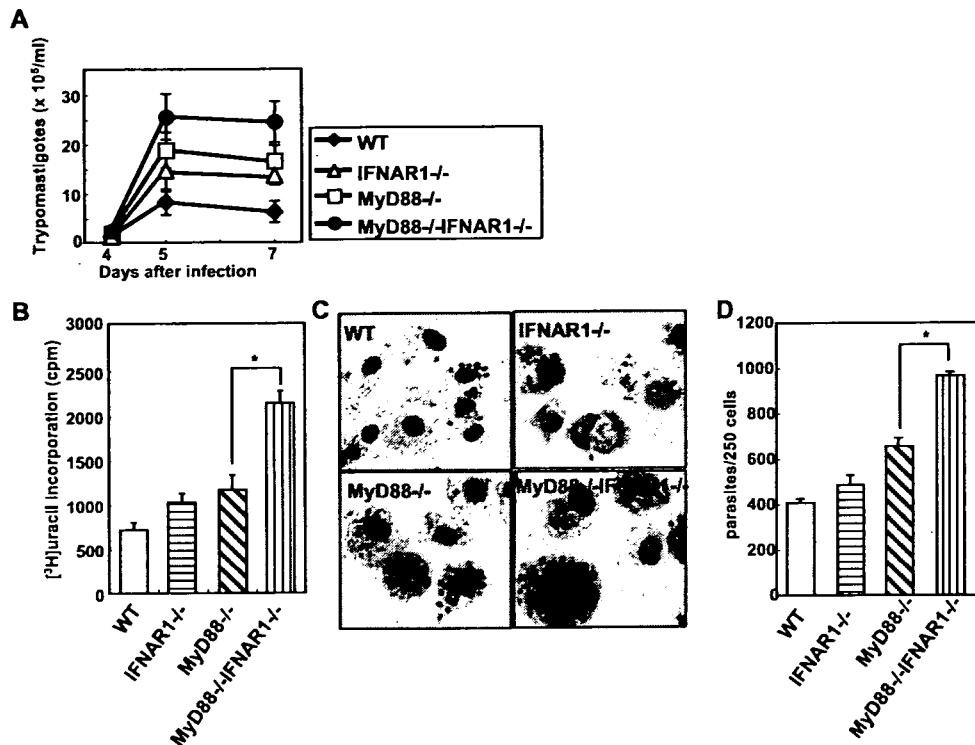 A
Trypomastigotes (x 10⁵/ml)
30
20
10
0
4
5
7
Days after infection
WT
IFNAR1-/-
MyD88-/-
MyD88-/-IFNAR1-/-
B
[³H]uracil incorporation (cpm)
3000
2500
2000
1500
1000
500
0
*
WT
IFNAR1-/-
MyD88-/-
MyD88-/-IFNAR1-/-
C
WT
IFNAR1-/-
MyD88-/-
MyD88-/-IFNAR1-/-
D
parasites/250 cells
1200
1000
800
600
400
200
0
*
WT
IFNAR1-/-
MyD88-/-
MyD88-/-IFNAR1-/-